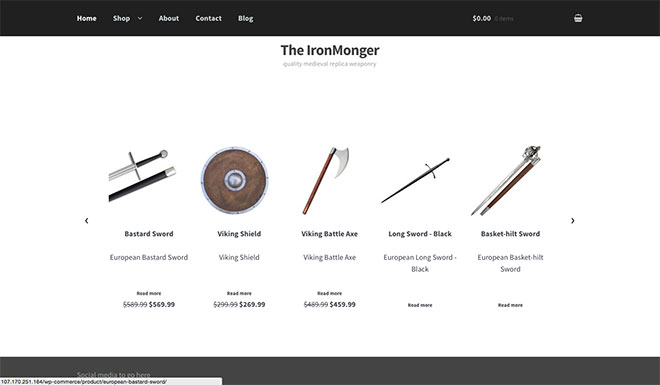 Home Shop About Contact Blog $0.00 0 items
The IronMonger
quality medieval replica weaponry
Bastard Sword Viking Shield Viking Battle Axe Long Sword - Black Basket-hilt Sword
European Bastard Sword Viking Shield Viking Battle Axe European Long Sword - European Basket-hilt
Black Sword
Read more Read more Read more Read more Read more
$589.99 $569.99 $299.99 $269.99 $489.99 $459.99
Social media to go here
107.170.251.164/wp-commerce/product/european-bastard-sword/